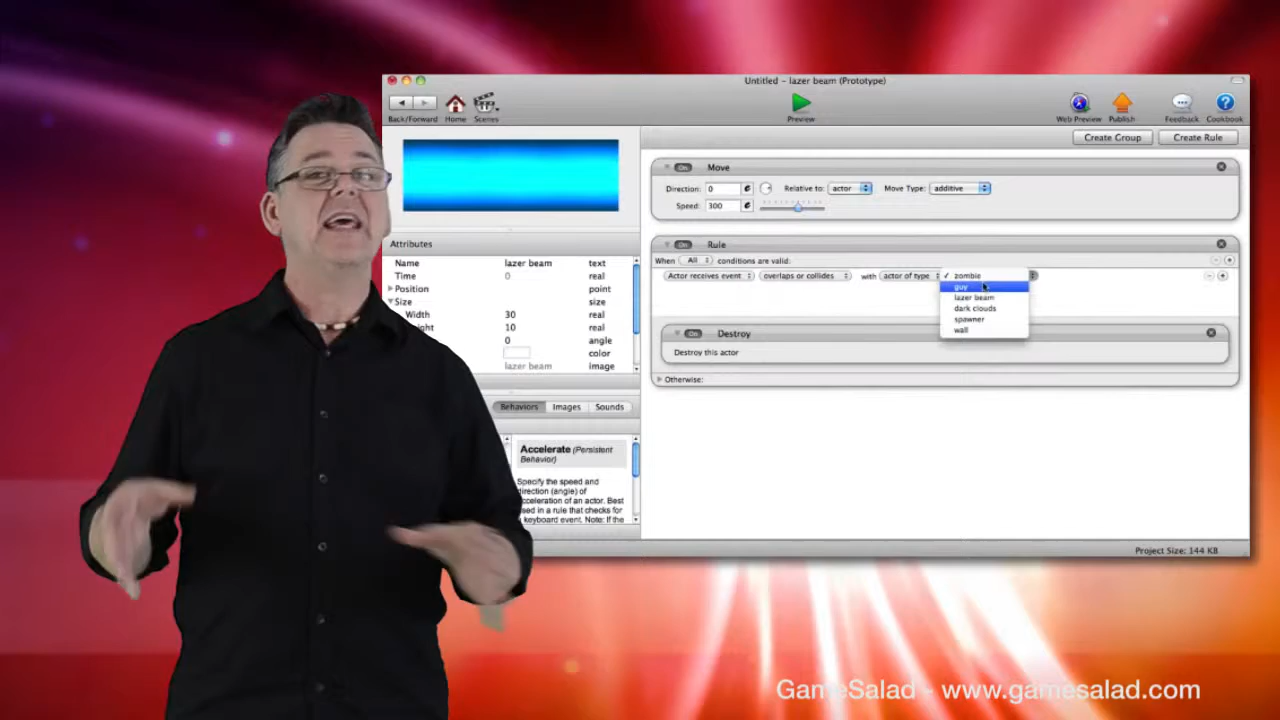 Untitled - lazer beam (Prototype)
Back/Forward Home Scenes Preview Web Preview Publish Feedback Cookbook
Create Group Create Rule
On Move
Direction: 0 Relative to: actor Move Type: additive
Speed: 300
Attributes
Name lazer beam text
Time 0 real
Position point
Size size
Width 30 real
eight 10 real
0 angle
color
lazer beam image
On Rule
When All conditions are valid:
Actor receives event overlaps or collides with actor of type ✓ zombie
guy
lazer beam
dark clouds
spawner
wall
On Destroy
Destroy this actor
Otherwise:
Behaviors Images Sounds
Accelerate (Persistent
Behavior)
Specify the speed and
direction (angle) of
cceleration of an actor. Best
sed in a rule that checks for
keyboard event. Note: If the
Project Size: 144 KB
GameSalad - www.gamesalad.com